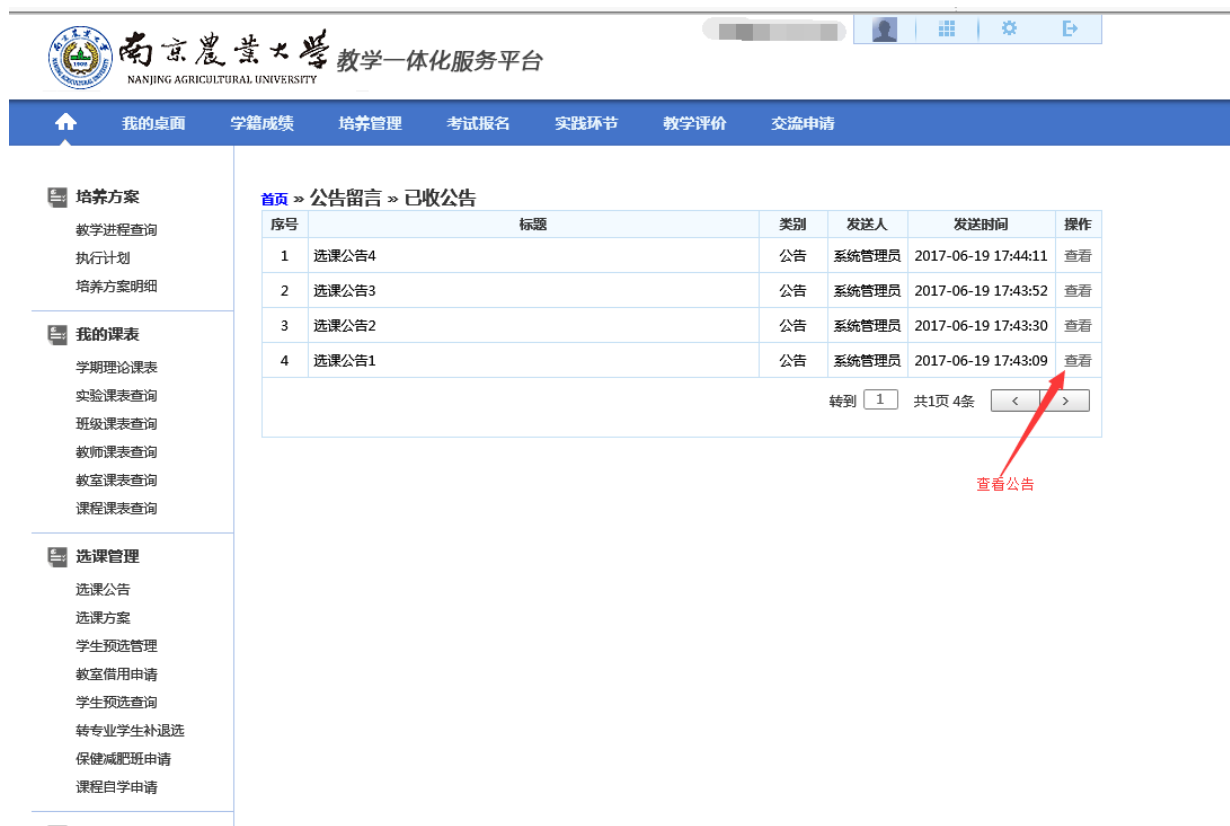 南京農業大學 教学一体化服务平台
NANJING AGRICULTURAL UNIVERSITY
我的桌面 学籍成绩 培养管理 考试报名 实践环节 教学评价 交流申请
培养方案
教学进程查询
执行计划
培养方案明细
我的课表
学期理论课表
实验课表查询
班级课表查询
教师课表查询
教室课表查询
课程课表查询
选课管理
选课公告
选课方案
学生预选管理
教室借用申请
学生预选查询
转专业学生补退选
保健减肥班申请
课程自学申请
首页 » 公告留言 » 已收公告
序号 标题 类别 发送人 发送时间 操作
1 选课公告4 公告 系统管理员 2017-06-19 17:44:11 查看
2 选课公告3 公告 系统管理员 2017-06-19 17:43:52 查看
3 选课公告2 公告 系统管理员 2017-06-19 17:43:30 查看
4 选课公告1 公告 系统管理员 2017-06-19 17:43:09 查看
转到 1 共1页 4条 < >
查看公告